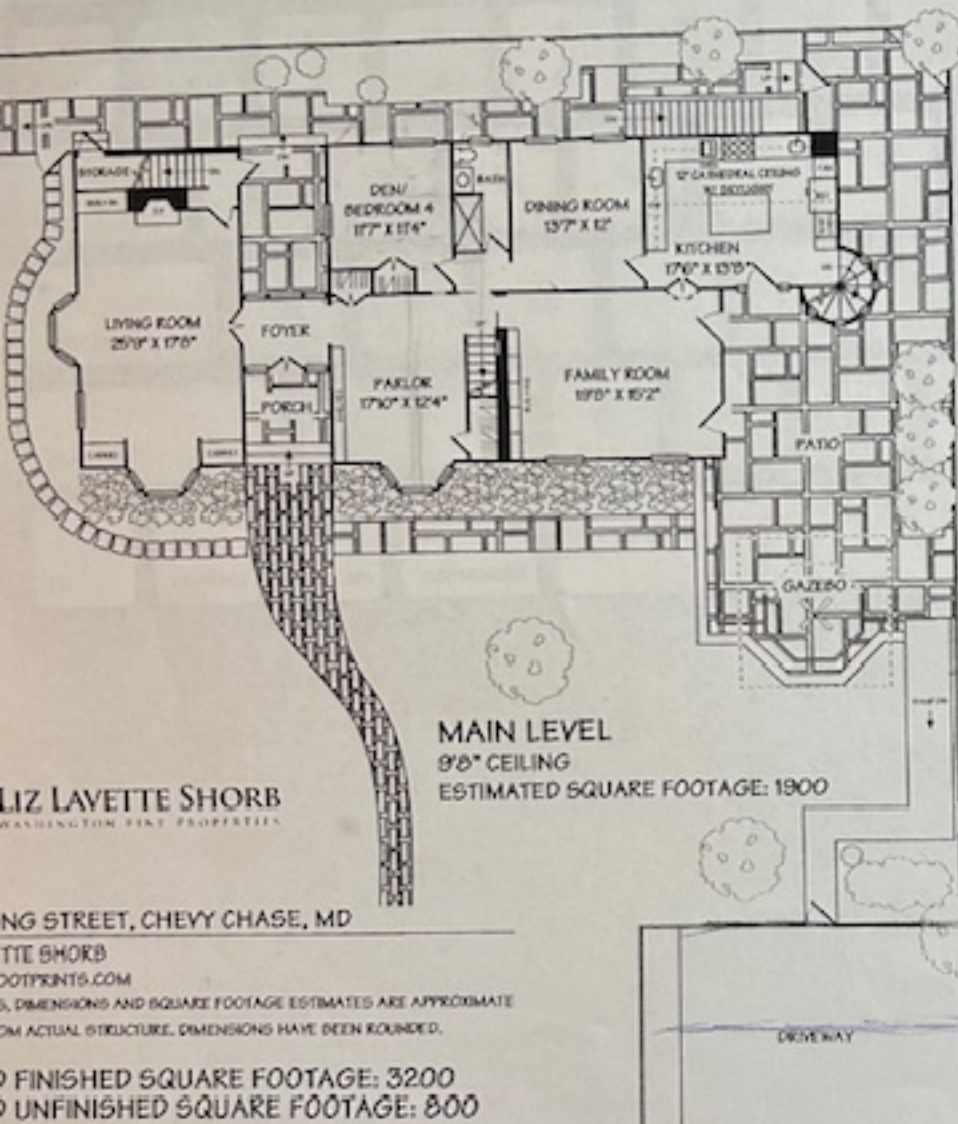 STORAGE
DEN/
BEDROOM 4
11'7" X 11'4"
BATH
DINING ROOM
13'7" X 12'
12' CATHEDRAL CEILING
W/ SKYLIGHT
KITCHEN
17'6" X 13'8"
LIVING ROOM
25'9" X 17'8"
FOYER
PORCH
PARLOR
17'10" X 12'4"
FAMILY ROOM
19'8" X 15'2"
PATIO
GAZEBO
MAIN LEVEL
9'8" CEILING
ESTIMATED SQUARE FOOTAGE: 1900
LIZ LAVETTE SHORB
WASHINGTON FINE PROPERTIES
NG STREET, CHEVY CHASE, MD
TTE SHORB
OOTPRINTS.COM
S, DIMENSIONS AND SQUARE FOOTAGE ESTIMATES ARE APPROXIMATE
OM ACTUAL STRUCTURE. DIMENSIONS HAVE BEEN ROUNDED.
D FINISHED SQUARE FOOTAGE: 3200
D UNFINISHED SQUARE FOOTAGE: 800
DRIVEWAY